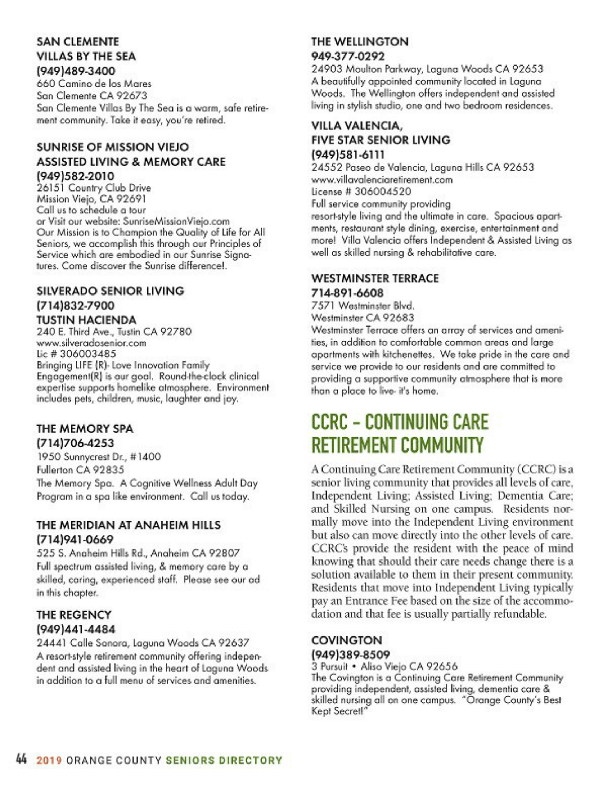 SAN CLEMENTE
VILLAS BY THE SEA
(949)489-3400
660 Camino de los Mares
San Clemente CA 92673
San Clemente Villas By The Sea is a warm, safe retire-
ment community. Take it easy, you're retired.
SUNRISE OF MISSION VIEJO
ASSISTED LIVING & MEMORY CARE
(949)582-2010
26151 Country Club Drive
Mission Viejo, CA 92691
Call us to schedule a tour
or Visit our website: SunriseMissionViejo.com
Our Mission is to Champion the Quality of Life for All
Seniors, we accomplish this through our Principles of
Service which are embodied in our Sunrise Signa-
tures. Come discover the Sunrise difference!.
SILVERADO SENIOR LIVING
(714)832-7900
TUSTIN HACIENDA
240 E. Third Ave., Tustin CA 92780
www.silveradosenior.com
Lic # 306003485
Bringing LIFE {R}- Love Innovation Family
Engagement(R) is our goal. Round-the-clock clinical
expertise supports homelike atmosphere. Environment
includes pets, children, music, laughter and joy.
THE MEMORY SPA
(714)706-4253
1950 Sunnycrest Dr., #1400
Fullerton CA 92835
The Memory Spa. A Cognitive Wellness Adult Day
Program in a spa like environment. Call us today.
THE MERIDIAN AT ANAHEIM HILLS
(714)941-0669
525 S. Anaheim Hills Rd., Anaheim CA 92807
Full spectrum assisted living, & memory care by a
skilled, caring, experienced staff. Please see our ad
in this chapter.
THE REGENCY
(949)441-4484
24441 Calle Sonora, Laguna Woods CA 92637
A resort-style retirement community offering indepen-
dent and assisted living in the heart of Laguna Woods
in addition to a full menu of services and amenities.
THE WELLINGTON
949-377-0292
24903 Moulton Parkway, Laguna Woods CA 92653
A beautifully appointed community located in Laguna
Woods. The Wellington offers independent and assisted
living in stylish studio, one and two bedroom residences.
VILLA VALENCIA,
FIVE STAR SENIOR LIVING
(949)581-6111
24552 Paseo de Valencia, Laguna Hills CA 92653
www.villavalenciaretirement.com
License # 306004520
Full service community providing
resort-style living and the ultimate in care. Spacious apart-
ments, restaurant style dining, exercise, entertainment and
more! Villa Valencia offers Independent & Assisted Living as
well as skilled nursing & rehabilitative care.
WESTMINSTER TERRACE
714-891-6608
7571 Westminster Blvd.
Westminster CA 92683
Westminster Terrace offers an array of services and ameni-
ties, in addition to comfortable common areas and large
apartments with kitchenettes. We take pride in the care and
service we provide to our residents and are committed to
providing a supportive community atmosphere that is more
than a place to live- it's home.
CCRC - CONTINUING CARE
RETIREMENT COMMUNITY
A Continuing Care Retirement Community (CCRC) is a
senior living community that provides all levels of care,
Independent Living; Assisted Living; Dementia Care;
and Skilled Nursing on one campus. Residents nor-
mally move into the Independent Living environment
but also can move directly into the other levels of care.
CCRC's provide the resident with the peace of mind
knowing that should their care needs change there is a
solution available to them in their present community.
Residents that move into Independent Living typically
pay an Entrance Fee based on the size of the accommo-
dation and that fee is usually partially refundable.
COVINGTON
(949)389-8509
3 Pursuit • Aliso Viejo CA 92656
The Covington is a Continuing Care Retirement Community
providing independent, assisted living, dementia care &
skilled nursing all on one campus. "Orange County's Best
Kept Secret!"
44 2019 ORANGE COUNTY SENIORS DIRECTORY